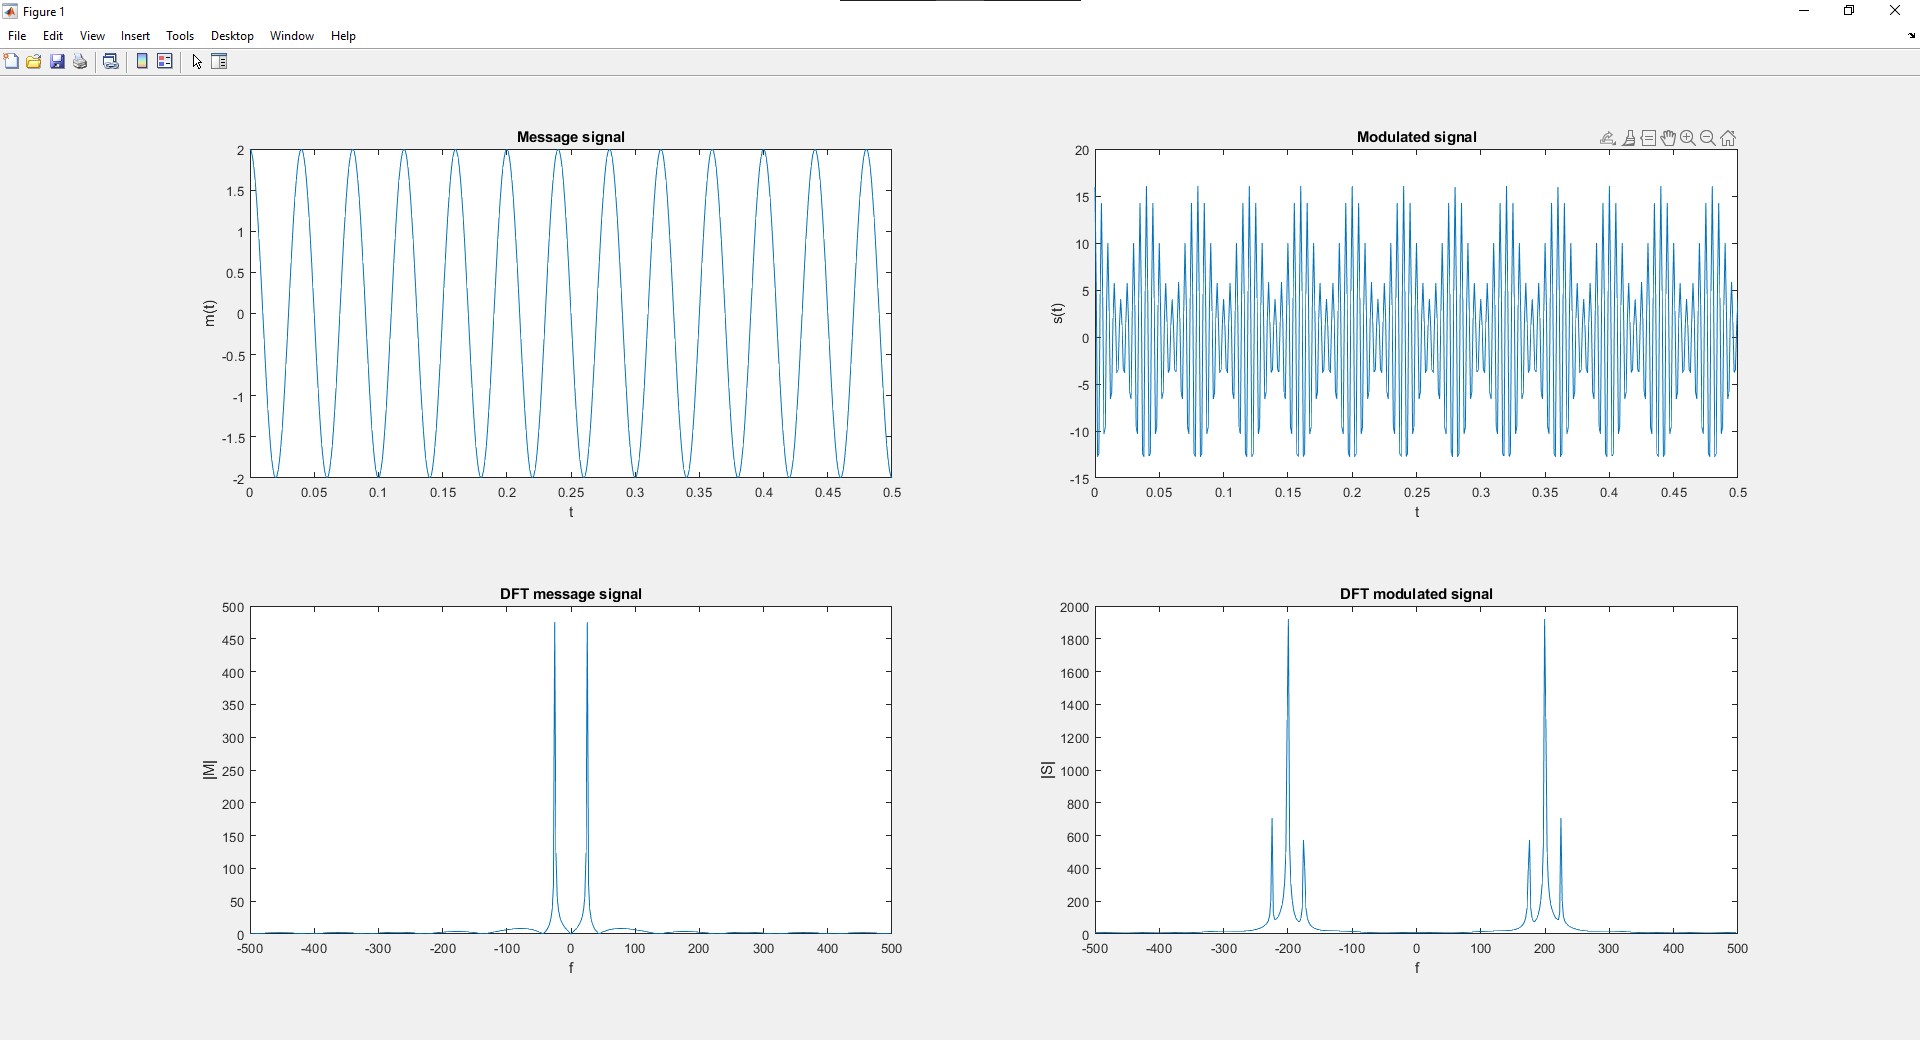 Figure 1
File Edit View Insert Tools Desktop Window Help
Message signal
2
1.5
1
0.5
0
-0.5
-1
-1.5
-2
m(t)
0 0.05 0.1 0.15 0.2 0.25 0.3 0.35 0.4 0.45 0.5
t
Modulated signal
20
15
10
5
0
-5
-10
-15
s(t)
0 0.05 0.1 0.15 0.2 0.25 0.3 0.35 0.4 0.45 0.5
t
DFT message signal
500
450
400
350
300
250
200
150
100
50
0
|M|
-500 -400 -300 -200 -100 0 100 200 300 400 500
f
DFT modulated signal
2000
1800
1600
1400
1200
1000
800
600
400
200
0
|S|
-500 -400 -300 -200 -100 0 100 200 300 400 500
f